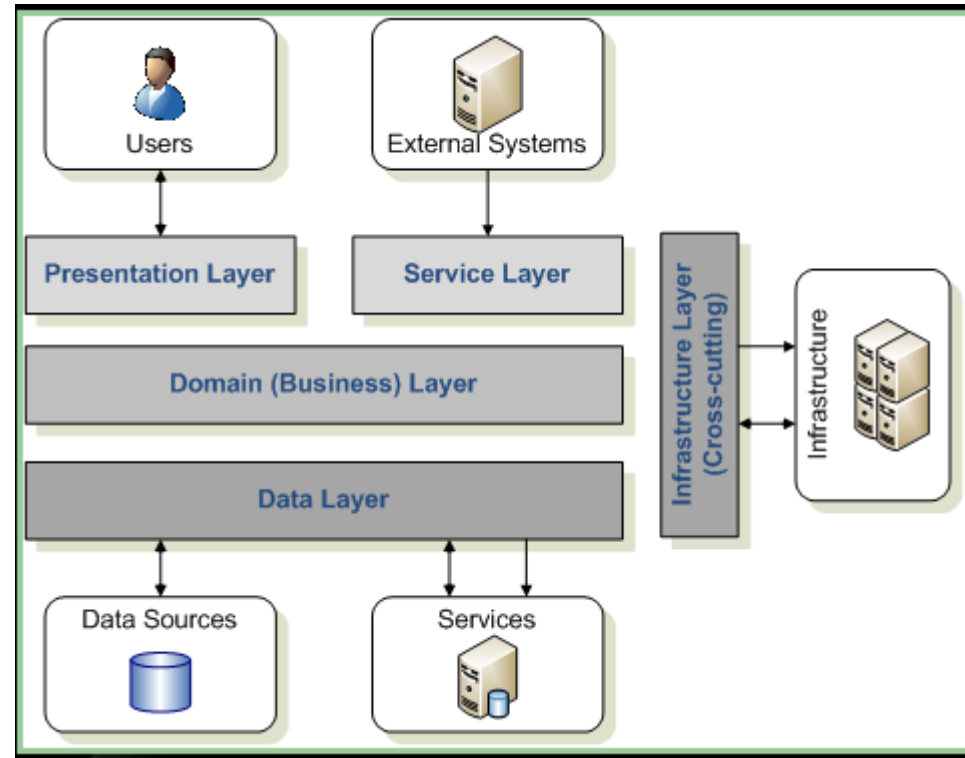 Users
External Systems
Presentation Layer
Service Layer
Domain (Business) Layer
Data Layer
Infrastructure Layer
(Cross-cutting)
Infrastructure
Data Sources
Services